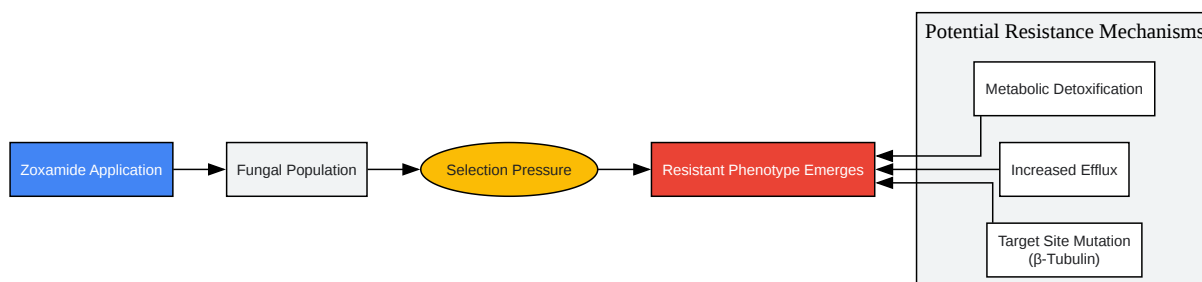 Potential Resistance Mechanisms
Metabolic Detoxification
Zoxamide Application
Fungal Population
Selection Pressure
Resistant Phenotype Emerges
Increased Efflux
Target Site Mutation
(β-Tubulin)